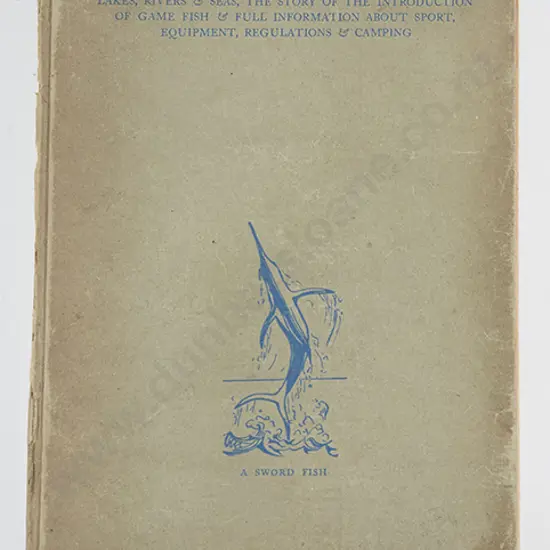 LAKES, RIVERS & SEAS, THE STORY OF THE INTRODUCTION
OF GAME FISH & FULL INFORMATION ABOUT SPORT,
EQUIPMENT, REGULATIONS & CAMPING
A SWORD FISH